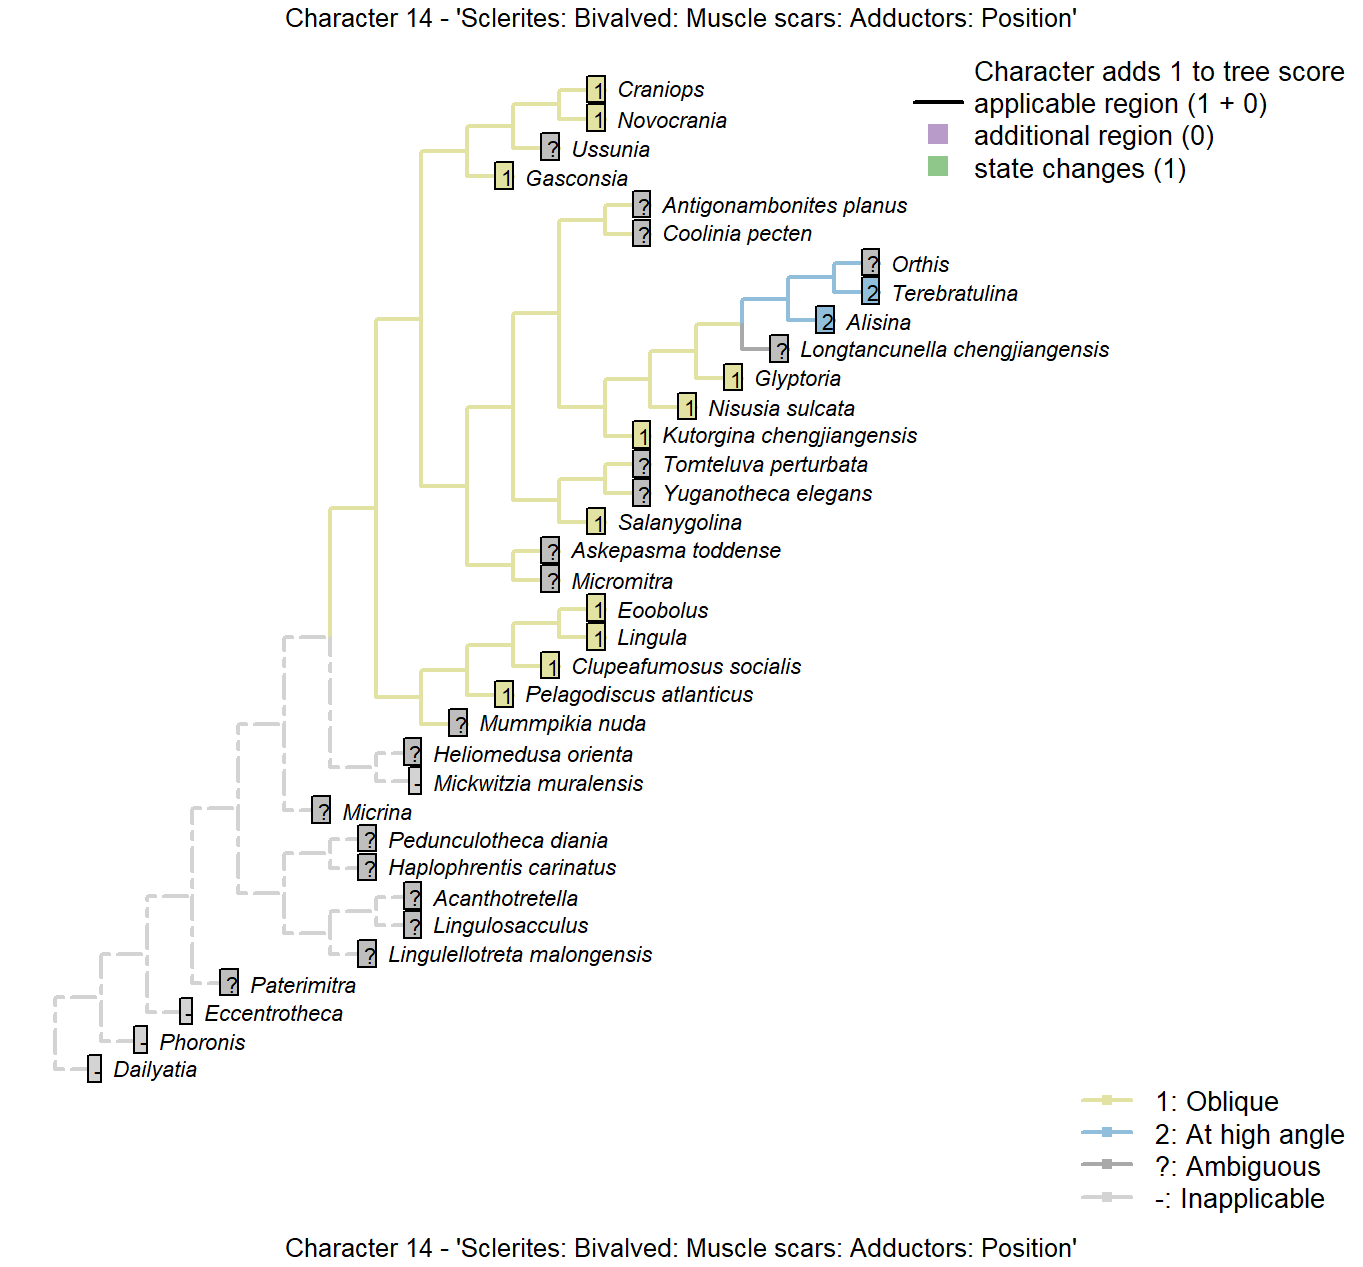 Character 14 - 'Sclerites: Bivalved: Muscle scars: Adductors: Position'
Character adds 1 to tree score
applicable region (1 + 0)
additional region (0)
state changes (1)
1 Craniops
1 Novocrania
? Ussunia
1 Gasconsia
? Antigonambonites planus
? Coolinia pecten
? Orthis
2 Terebratulina
2 Alisina
? Longtancunella chengjiangensis
1 Glyptoria
1 Nisusia sulcata
1 Kutorgina chengjiangensis
? Tomteluva perturbata
? Yuganotheca elegans
1 Salanygolina
? Askepasma toddense
? Micromitra
1 Eoobolus
1 Lingula
1 Clupeafumosus socialis
1 Pelagodiscus atlanticus
? Mummpikia nuda
? Heliomedusa orienta
- Mickwitzia muralensis
? Micrina
? Pedunculotheca diania
? Haplophrentis carinatus
? Acanthotretella
? Lingulosacculus
? Lingulellotreta malongensis
? Paterimitra
- Eccentrotheca
- Phoronis
- Dailyatia
1: Oblique
2: At high angle
?: Ambiguous
-: Inapplicable
Character 14 - 'Sclerites: Bivalved: Muscle scars: Adductors: Position'